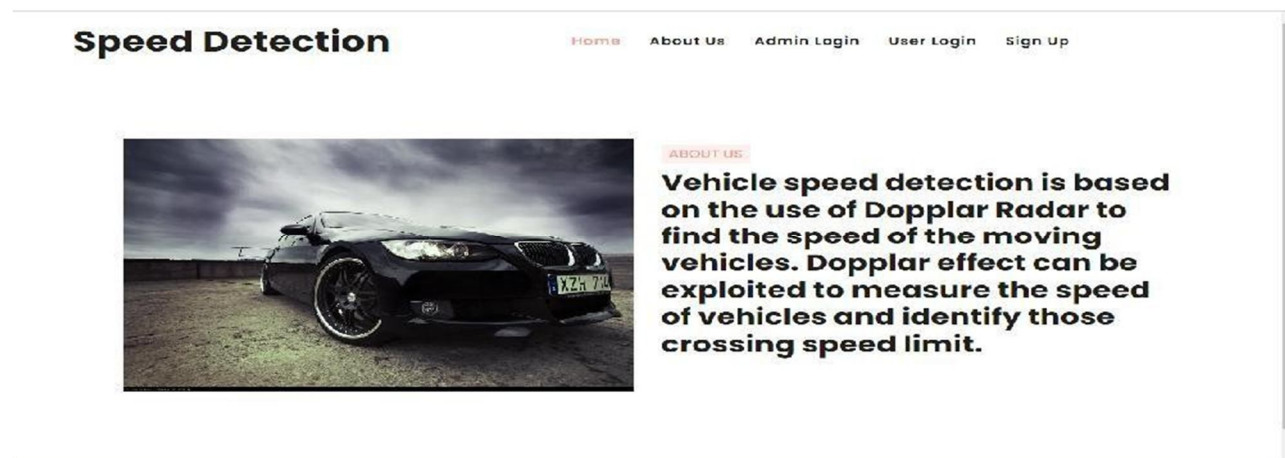 Speed Detection
Home About Us Admin Login User Login Sign Up
ABOUT US
Vehicle speed detection is based
on the use of Dopplar Radar to
find the speed of the moving
vehicles. Dopplar effect can be
exploited to measure the speed
of vehicles and identify those
crossing speed limit.
XZH 714